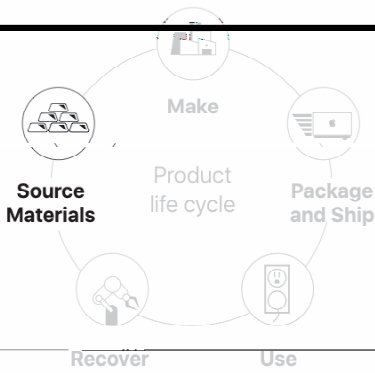 Make
Product
life cycle
Source
Materials
Package
and Ship
Recover
Use